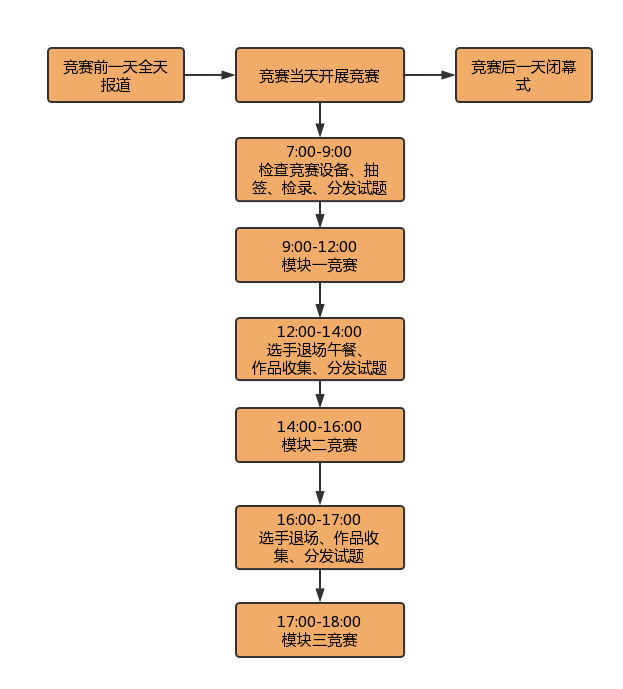 竞赛前一天全天
报道
竞赛当天开展竞赛
竞赛后一天闭幕
式
7:00-9:00
检查竞赛设备、抽
签、检录、分发试题
9:00-12:00
模块一竞赛
12:00-14:00
选手退场午餐、
作品收集、分发试题
14:00-16:00
模块二竞赛
16:00-17:00
选手退场、作品收
集、分发试题
17:00-18:00
模块三竞赛